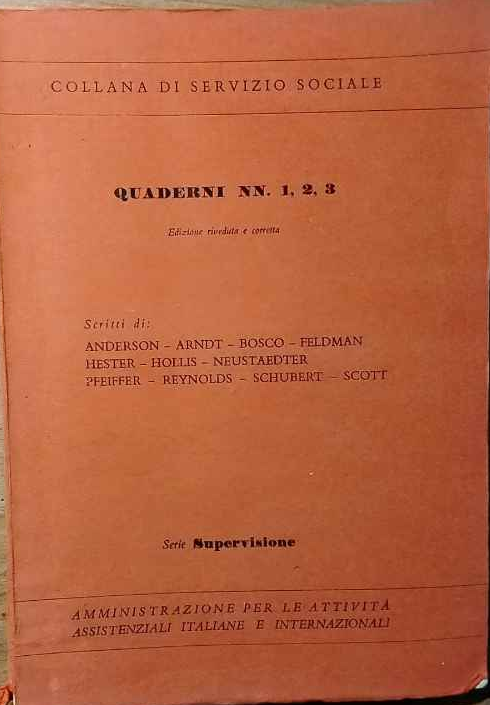 COLLANA DI SERVIZIO SOCIALE
QUADERNI NN. 1, 2, 3
Edizione riveduta e corretta
Scritti di:
ANDERSON – ARNDT – BOSCO – FELDMAN
HESTER – HOLLIS – NEUSTAEDTER
PFEIFFER – REYNOLDS – SCHUBERT – SCOTT
Serie Supervisione
AMMINISTRAZIONE PER LE ATTIVITÀ
ASSISTENZIALI ITALIANE E INTERNAZIONALI